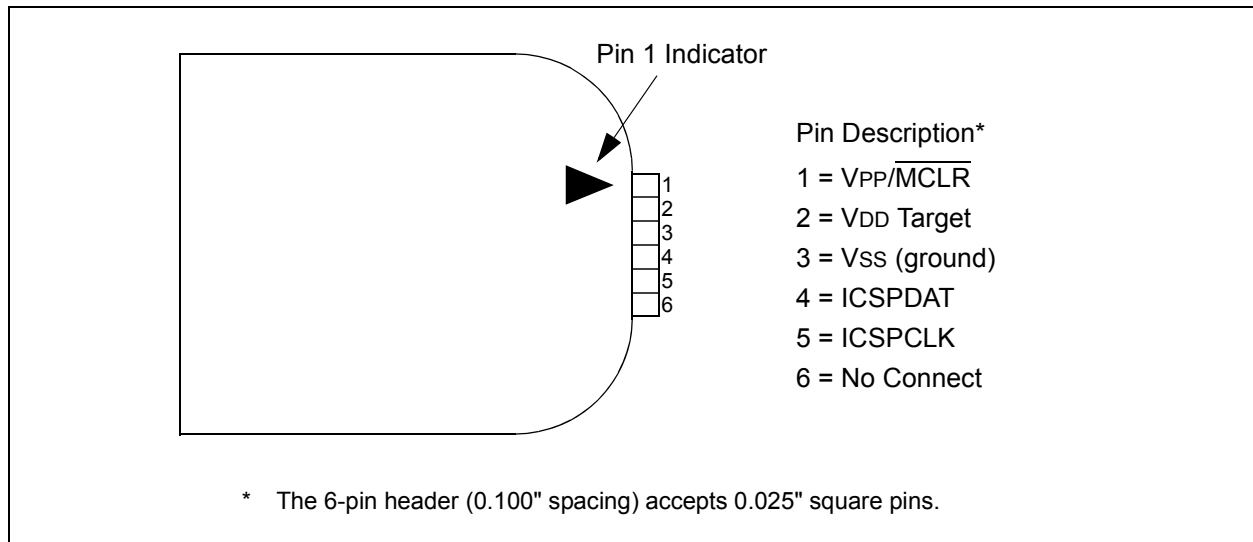 Pin 1 Indicator
1
2
3
4
5
6
Pin Description*
1 = VPP/M̅C̅L̅R̅
2 = VDD Target
3 = VSS (ground)
4 = ICSPDAT
5 = ICSPCLK
6 = No Connect
* The 6-pin header (0.100" spacing) accepts 0.025" square pins.